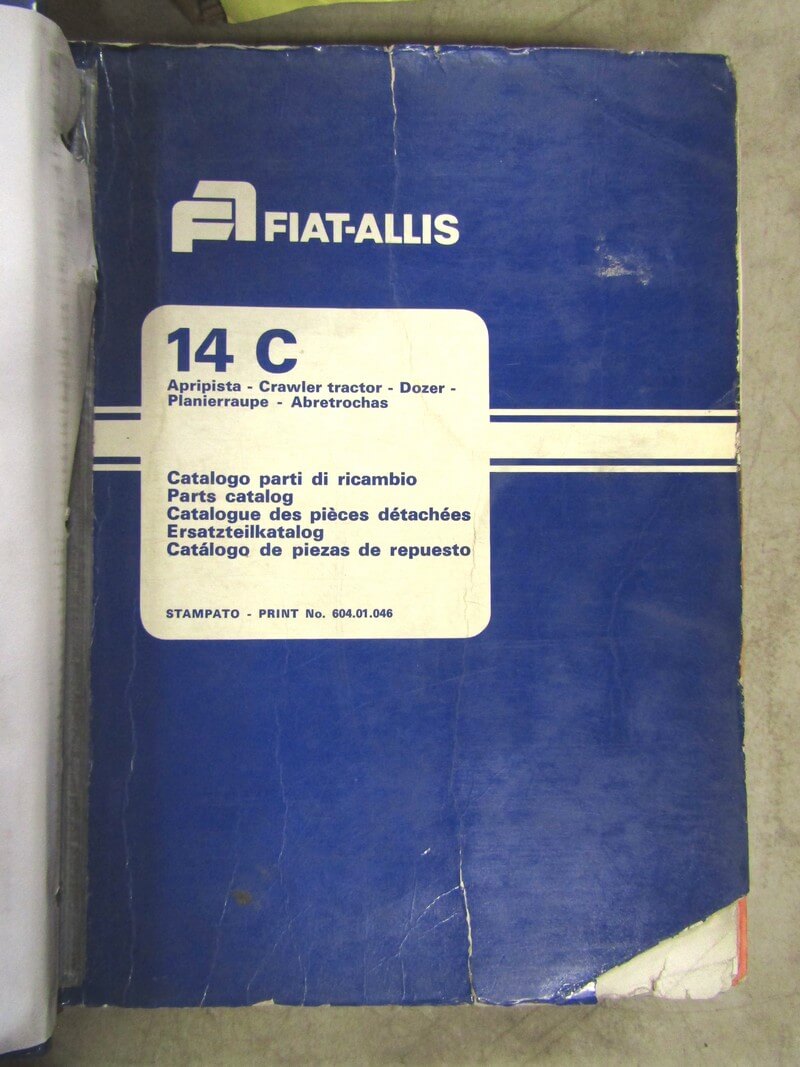 FIAT-ALLIS
14 C
Apripista - Crawler tractor - Dozer -
Planierraupe - Abretrochas
Catalogo parti di ricambio
Parts catalog
Catalogue des pièces détachées
Ersatzteilkatalog
Catálogo de piezas de repuesto
STAMPATO - PRINT No. 604.01.046